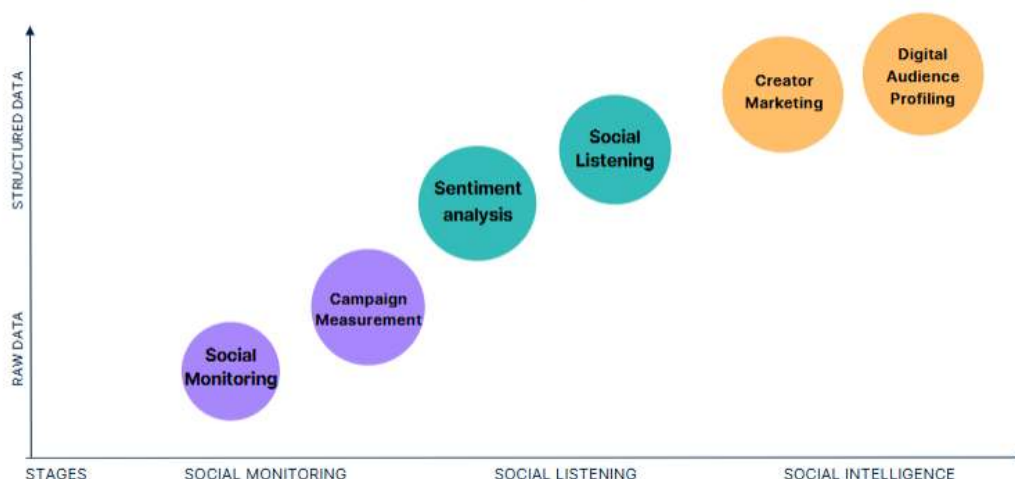 Digital
Audience
Profiling
Creator
Marketing
Social
Listening
Sentiment
analysis
Campaign
Measurement
Social
Monitoring
STRUCTURED DATA
RAW DATA
STAGES
SOCIAL MONITORING
SOCIAL LISTENING
SOCIAL INTELLIGENCE